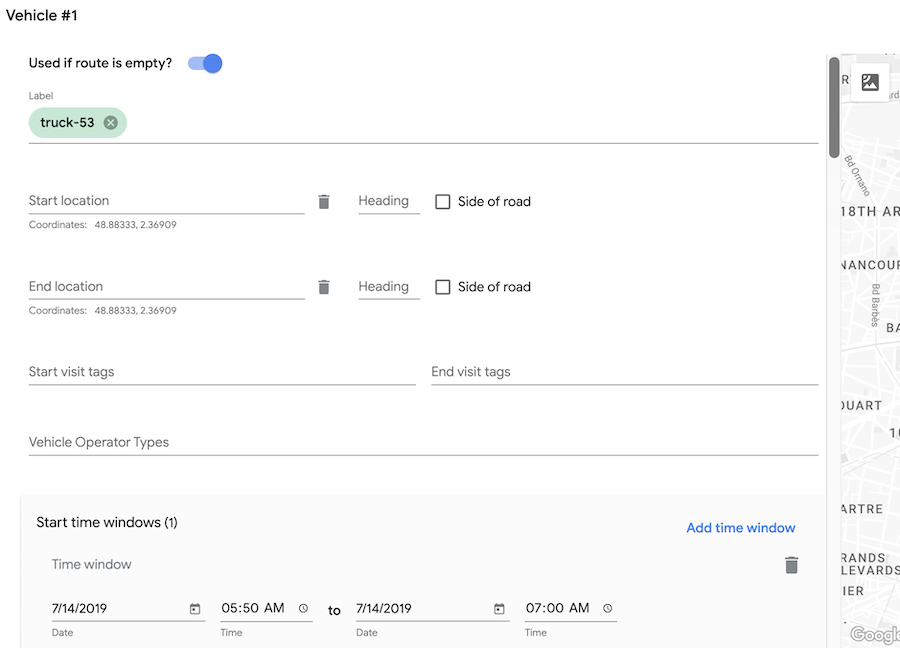 Vehicle #1
Used if route is empty?
Label
truck-53
Start location
Heading
Side of road
Coordinates: 48.88333, 2.36909
End location
Heading
Side of road
Coordinates: 48.88333, 2.36909
Start visit tags
End visit tags
Vehicle Operator Types
Start time windows (1)
Add time window
Time window
7/14/2019
05:50 AM
to
7/14/2019
07:00 AM
Date
Time
Date
Time
Bd Ornano
18TH AR
NANCOUR
Bd Barbès
BA
OUART
10
ARTRE
RANDS
LEVARDS
IER
Google